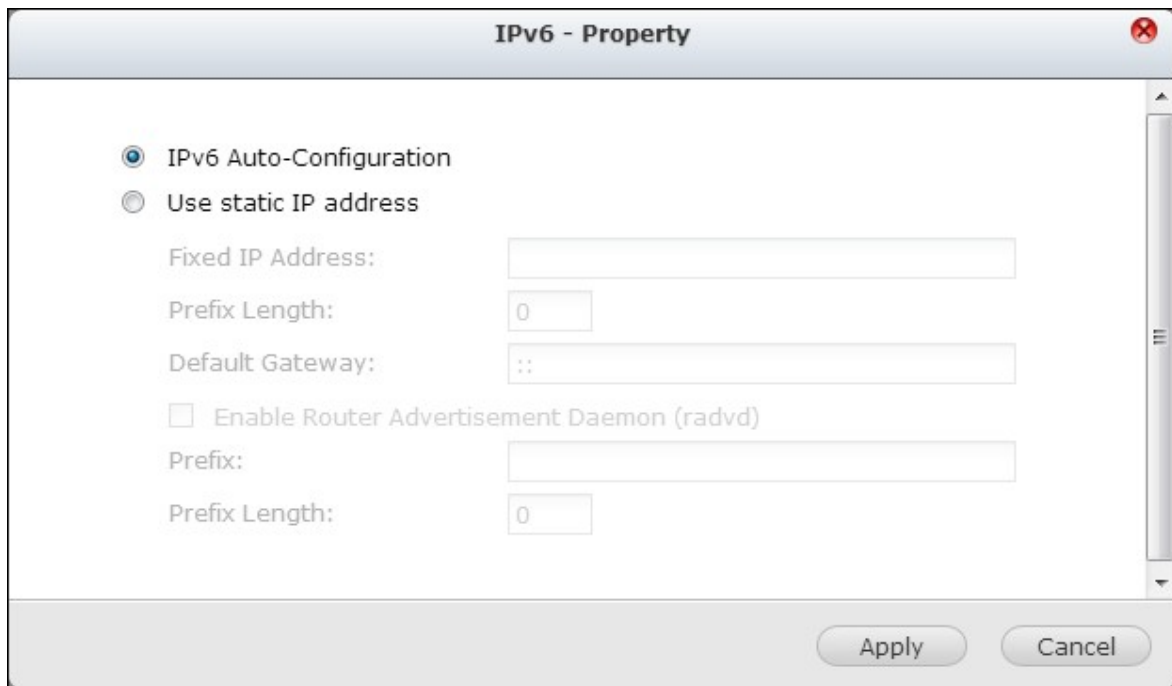 IPv6 - Property
IPv6 Auto-Configuration
Use static IP address
Fixed IP Address:
Prefix Length: 0
Default Gateway: ::
Enable Router Advertisement Daemon (radvd)
Prefix:
Prefix Length: 0
Apply Cancel